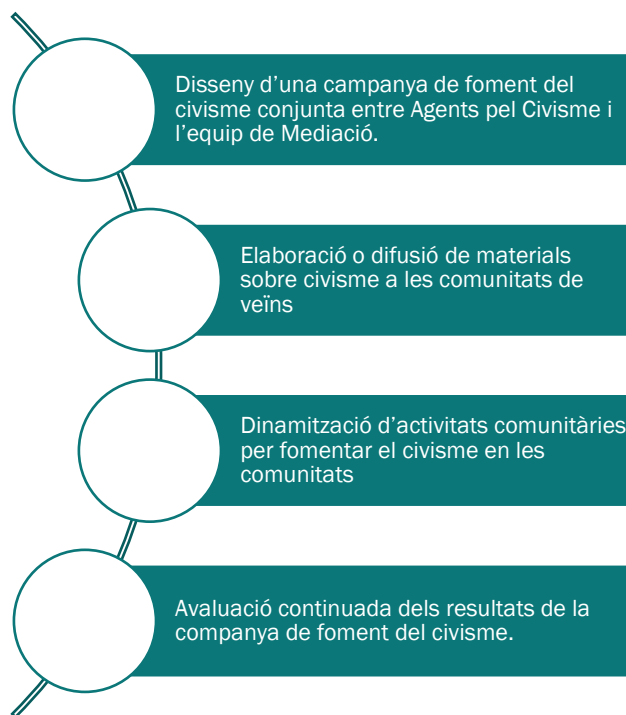 Disseny d’una campanya de foment del
civisme conjunta entre Agents pel Civisme i
l’equip de Mediació.
Elaboració o difusió de materials
sobre civisme a les comunitats de
veïns
Dinamització d’activitats comunitàries
per fomentar el civisme en les
comunitats
Avaluació continuada dels resultats de la
companya de foment del civisme.